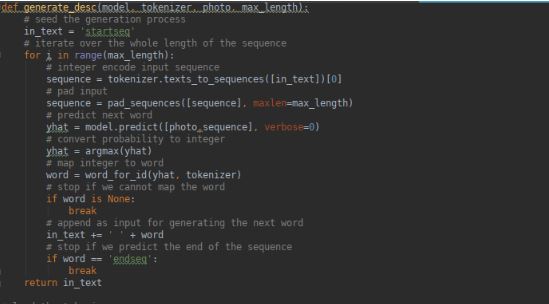 def generate_desc(model, tokenizer, photo, max_length):
    # seed the generation process
    in_text = 'startseq'
    # iterate over the whole length of the sequence
    for i in range(max_length):
        # integer encode input sequence
        sequence = tokenizer.texts_to_sequences([in_text])[0]
        # pad input
        sequence = pad_sequences([sequence], maxlen=max_length)
        # predict next word
        yhat = model.predict([photo,sequence], verbose=0)
        # convert probability to integer
        yhat = argmax(yhat)
        # map integer to word
        word = word_for_id(yhat, tokenizer)
        # stop if we cannot map the word
        if word is None:
            break
        # append as input for generating the next word
        in_text += ' ' + word
        # stop if we predict the end of the sequence
        if word == 'endseq':
            break
    return in_text